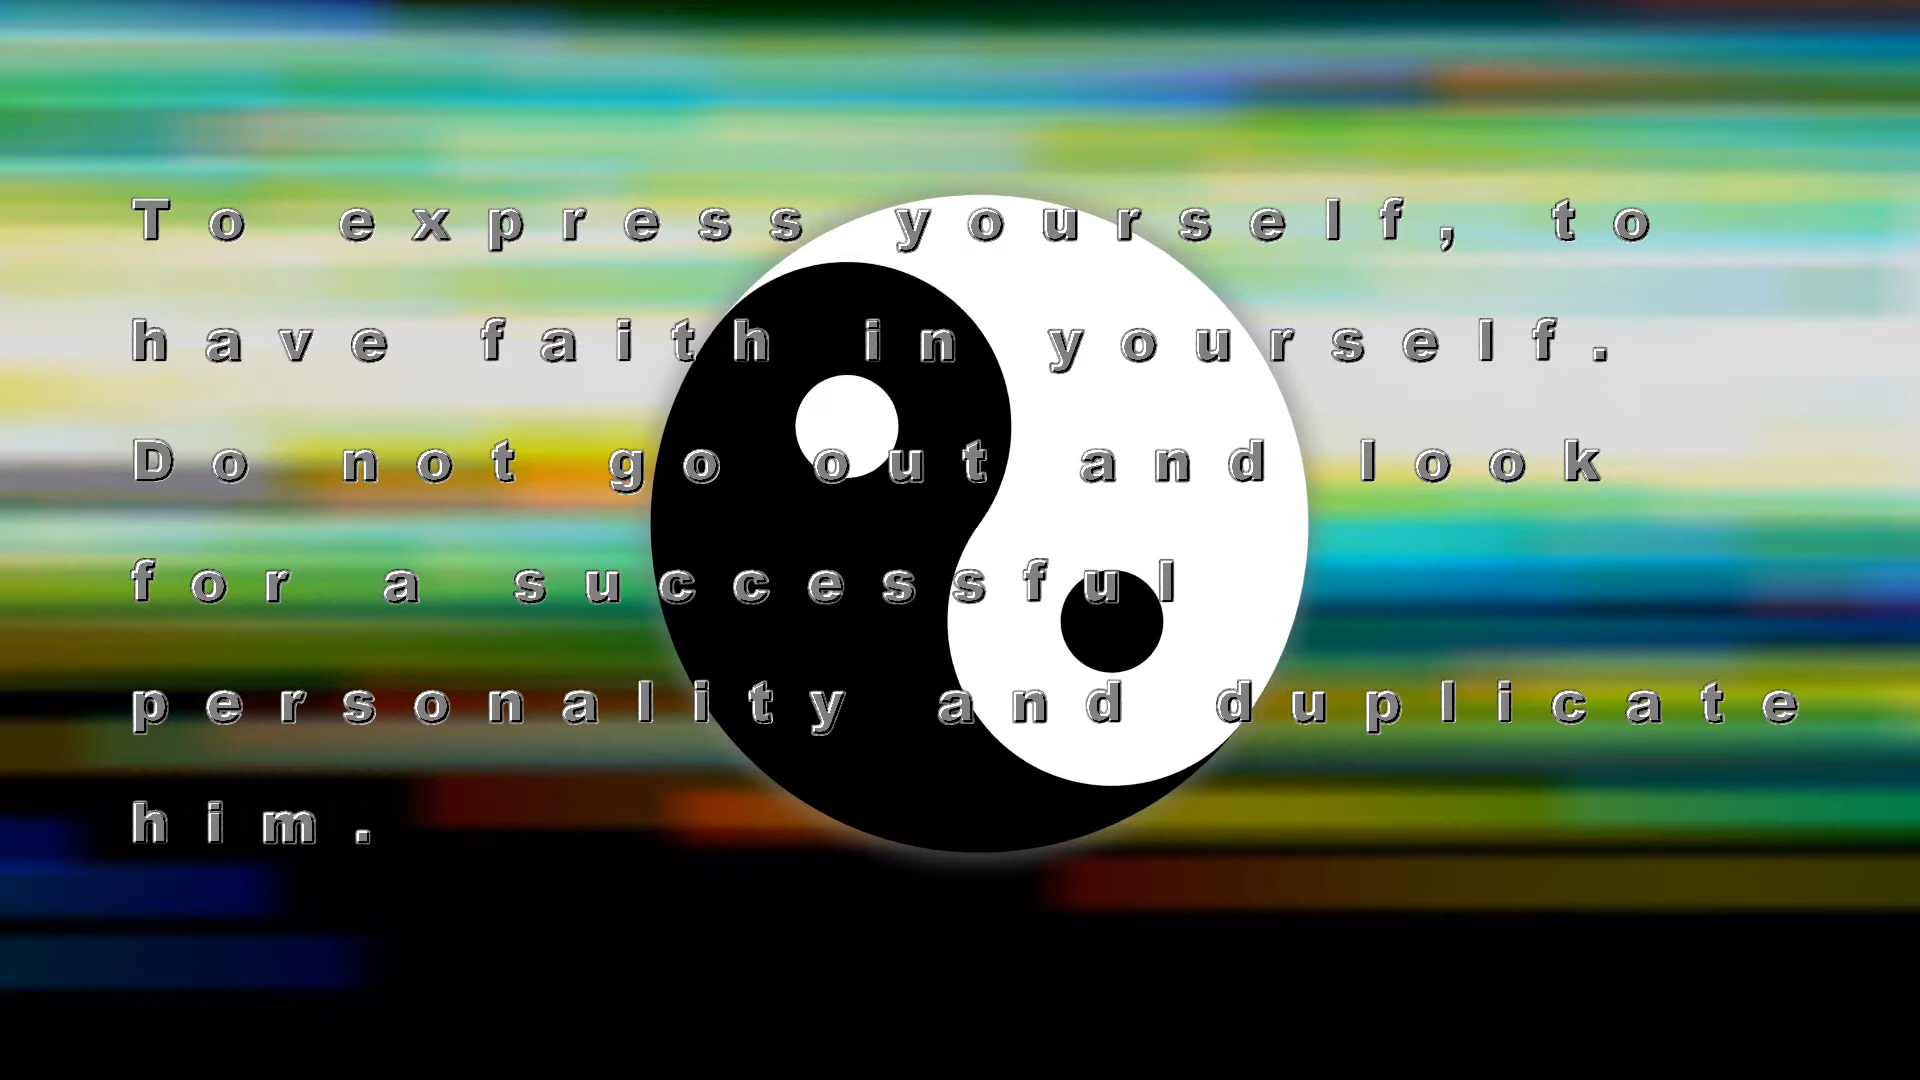 To express yourself, to
have faith in yourself.
Do not go out and look
for a successful
personality and duplicate
him.